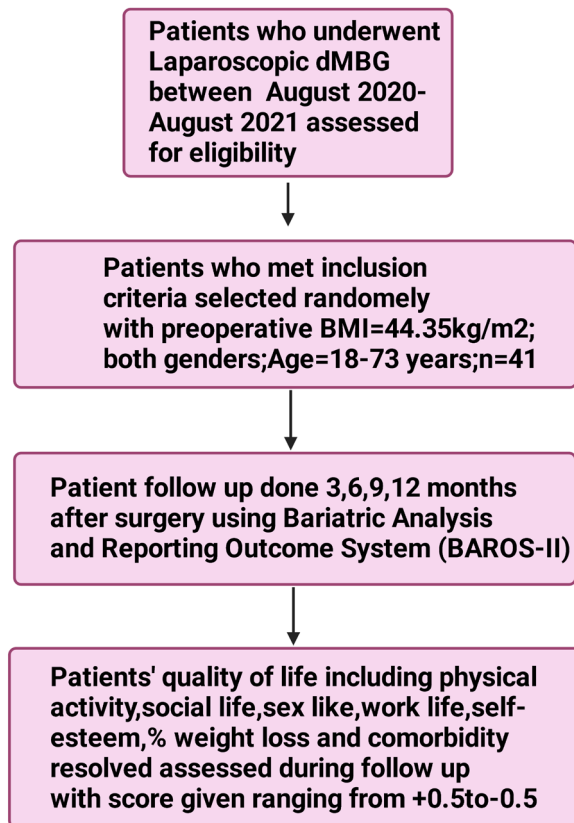 Patients who underwent
Laparoscopic dMBG
between August 2020-
August 2021 assessed
for eligibility
Patients who met inclusion
criteria selected randomely
with preoperative BMI=44.35kg/m2;
both genders;Age=18-73 years;n=41
Patient follow up done 3,6,9,12 months
after surgery using Bariatric Analysis
and Reporting Outcome System (BAROS-II)
Patients' quality of life including physical
activity,social life,sex like,work life,self-
esteem,% weight loss and comorbidity
resolved assessed during follow up
with score given ranging from +0.5to-0.5